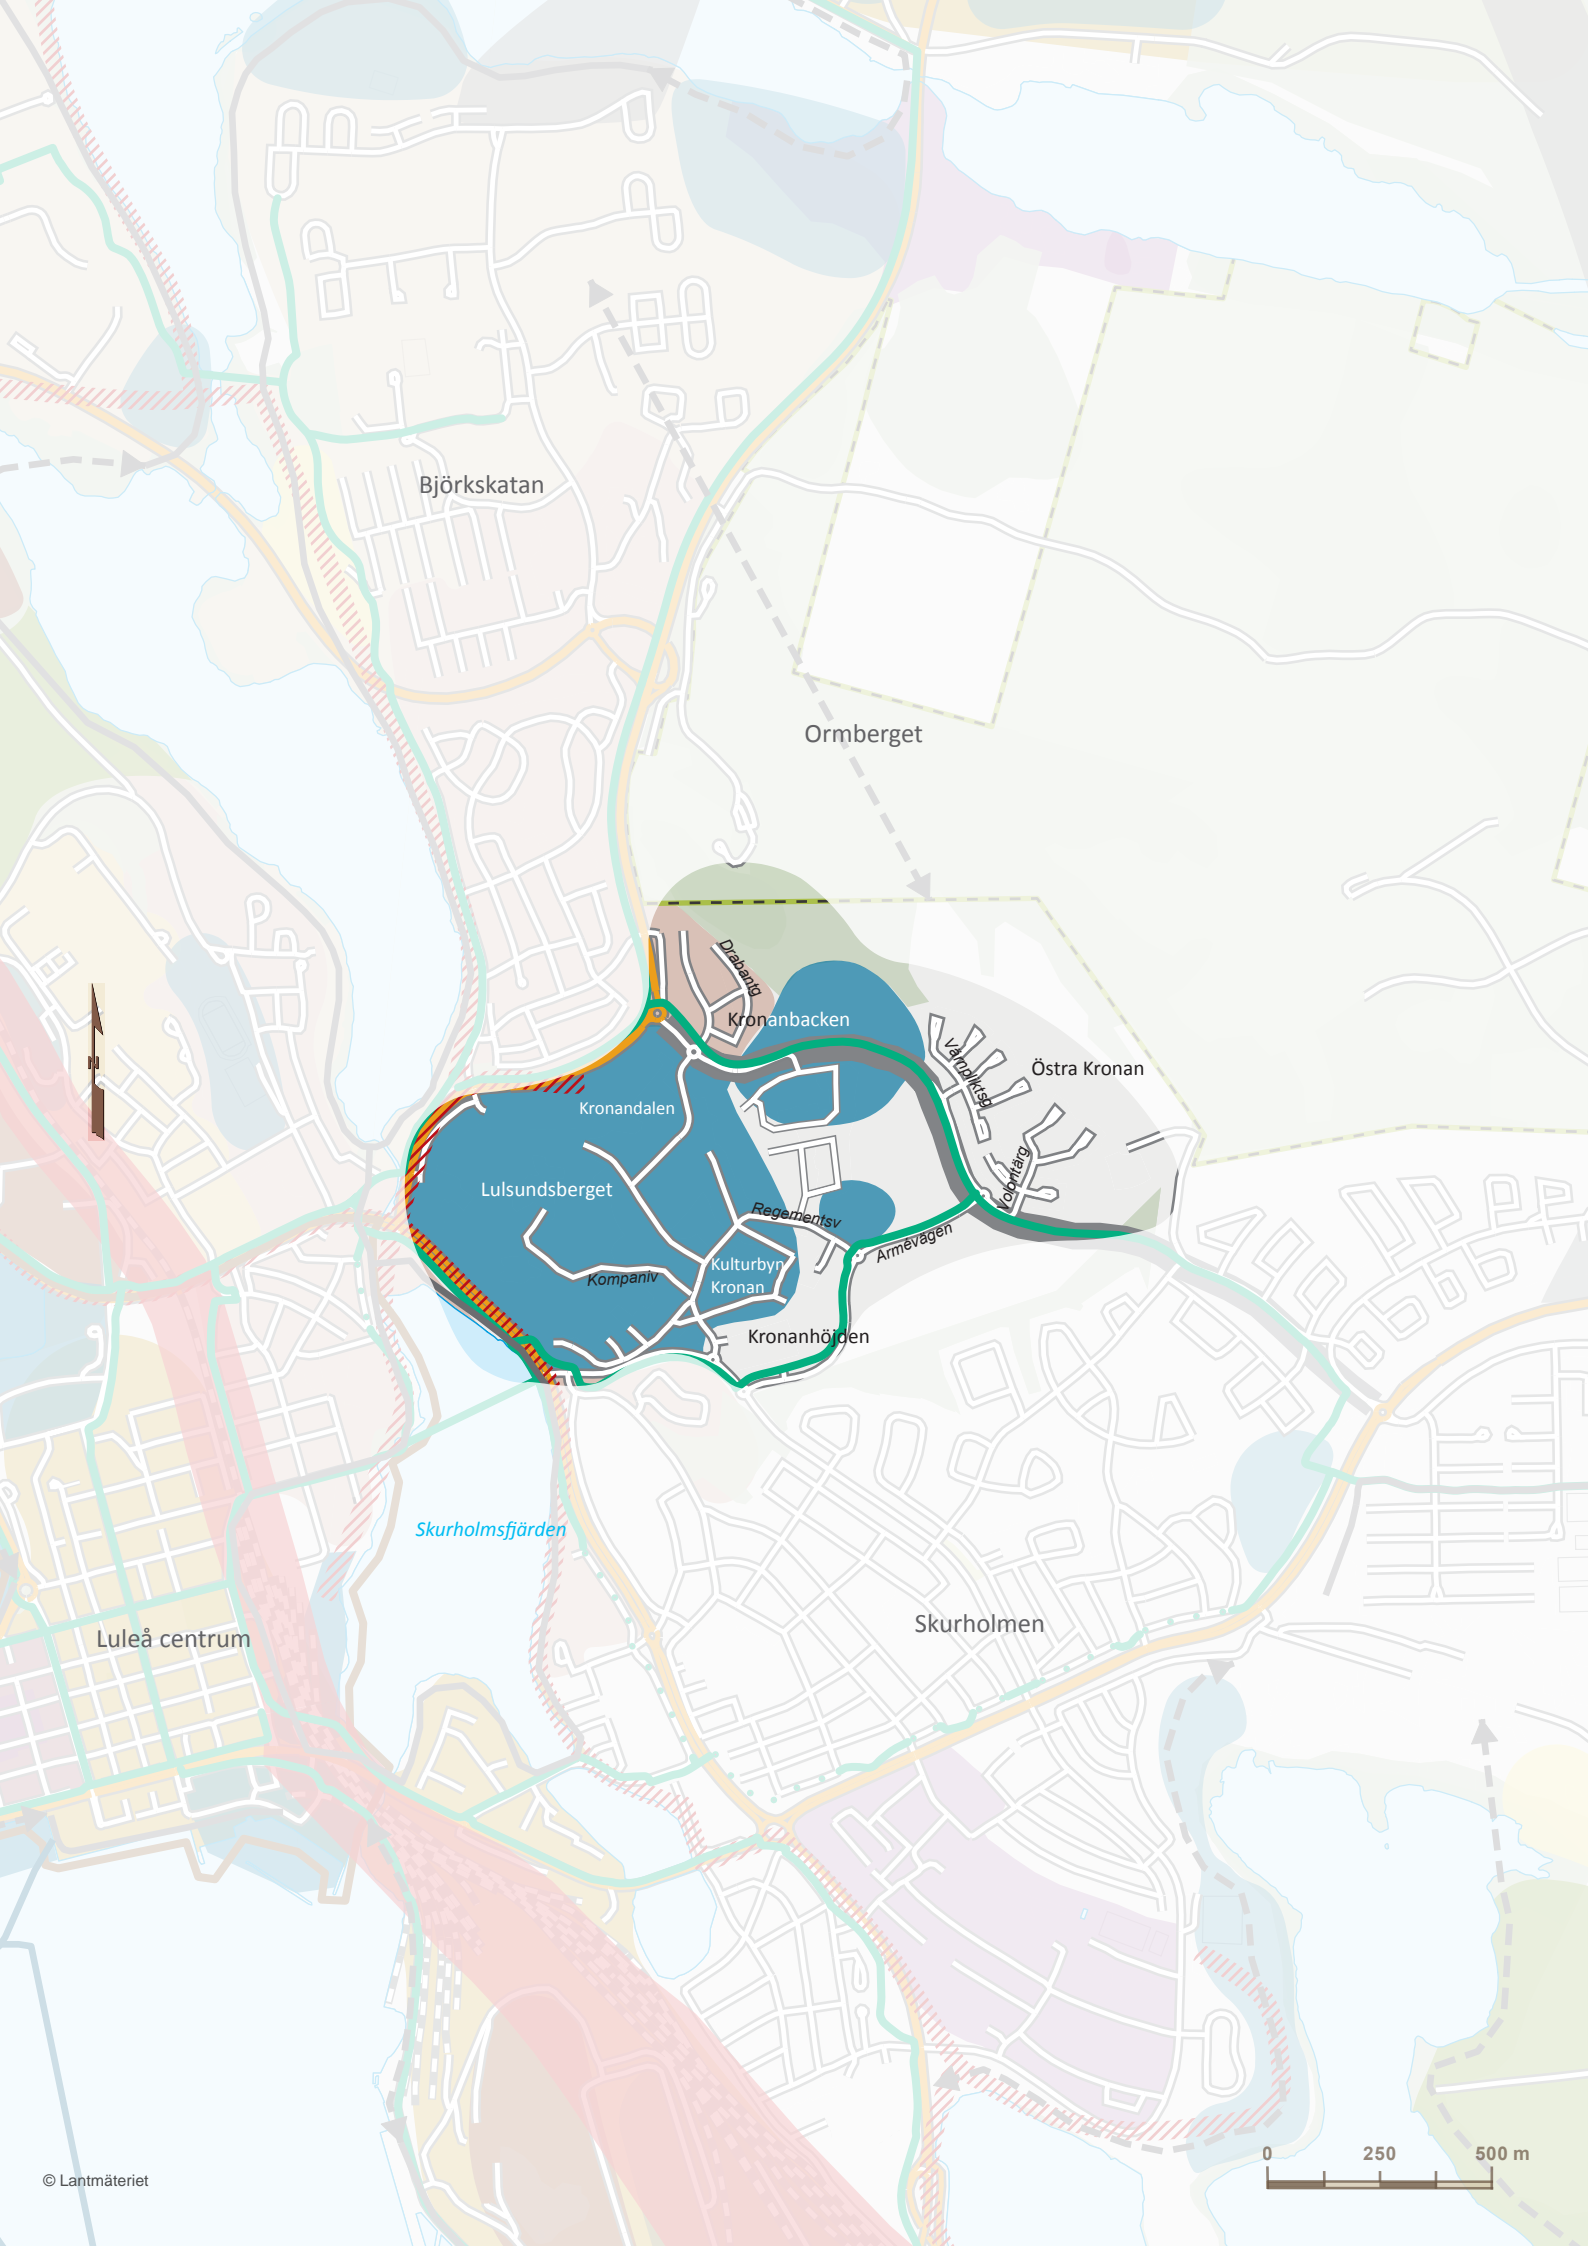 Björkskatan
Ormberget
Drabantg
Kronanbacken
Värnpliktsg
Östra Kronan
Kronandalen
Volontärg
Lulsundsberget
Regementsv
Armévägen
Kulturbyn
Kronan
Kompaniv
Kronanhöjden
Skurholmsfjärden
Skurholmen
Luleå centrum
N
0 250 500 m
© Lantmäteriet